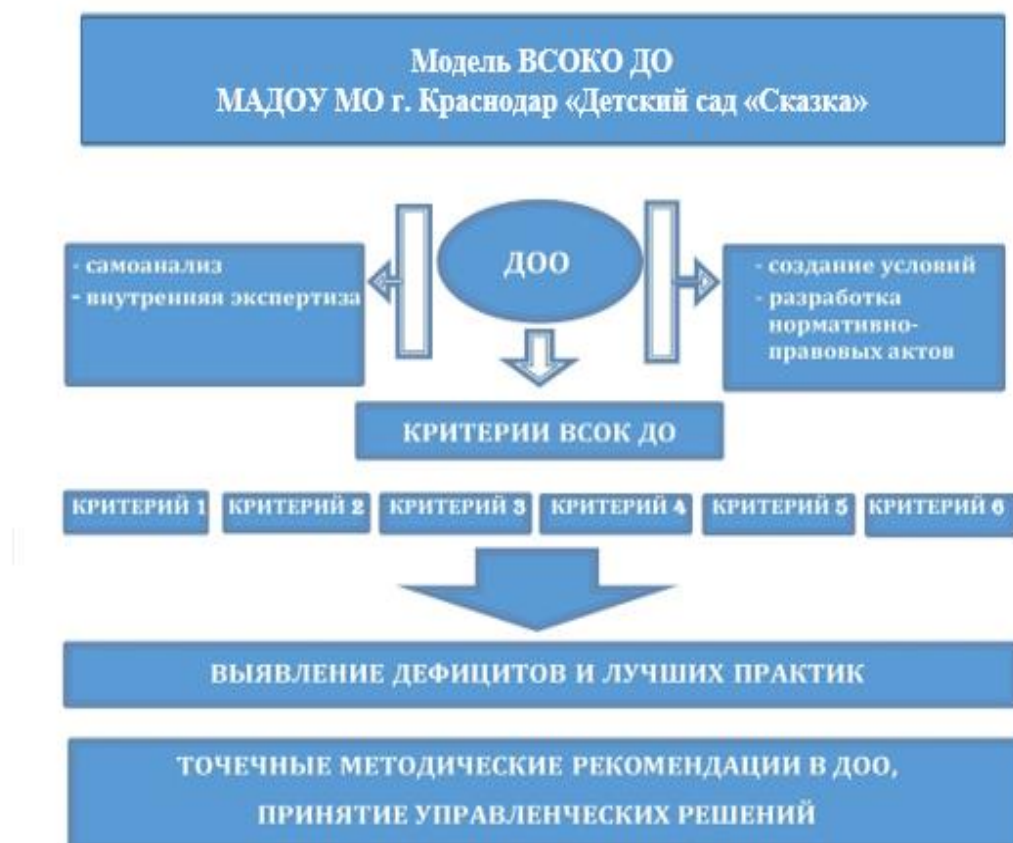 Модель ВСОКО ДО
МАДОУ МО г. Краснодар «Детский сад «Сказка»
ДОО
- самоанализ
- внутренняя экспертиза
- создание условий
- разработка
нормативно-
правовых актов
КРИТЕРИИ ВСОК ДО
КРИТЕРИЙ 1
КРИТЕРИЙ 2
КРИТЕРИЙ 3
КРИТЕРИЙ 4
КРИТЕРИЙ 5
КРИТЕРИЙ 6
ВЫЯВЛЕНИЕ ДЕФИЦИТОВ И ЛУЧШИХ ПРАКТИК
ТОЧЕЧНЫЕ МЕТОДИЧЕСКИЕ РЕКОМЕНДАЦИИ В ДОО,
ПРИНЯТИЕ УПРАВЛЕНЧЕСКИХ РЕШЕНИЙ